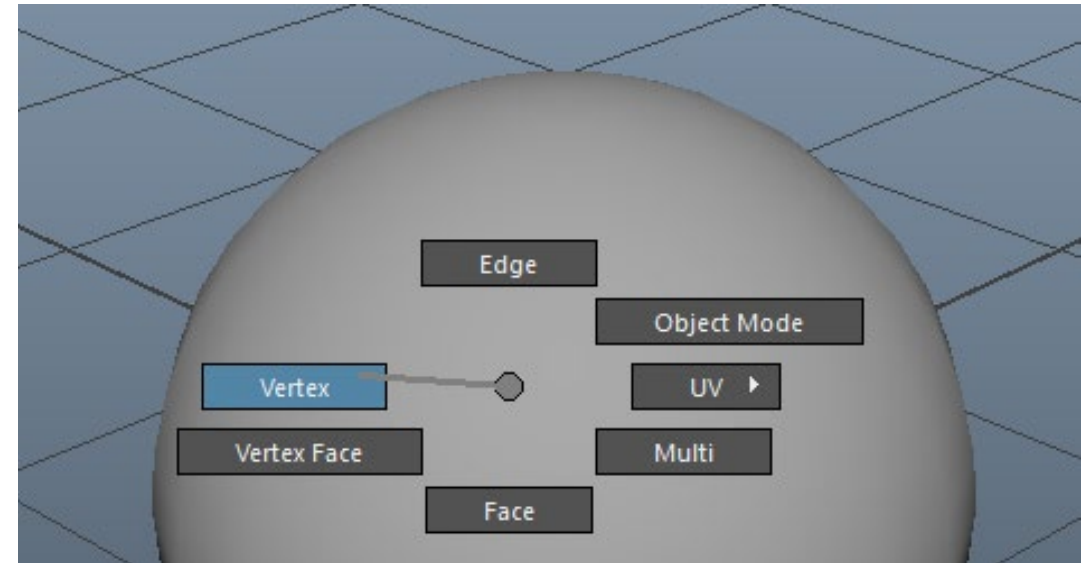 Edge
Object Mode
Vertex
UV
Vertex Face
Multi
Face